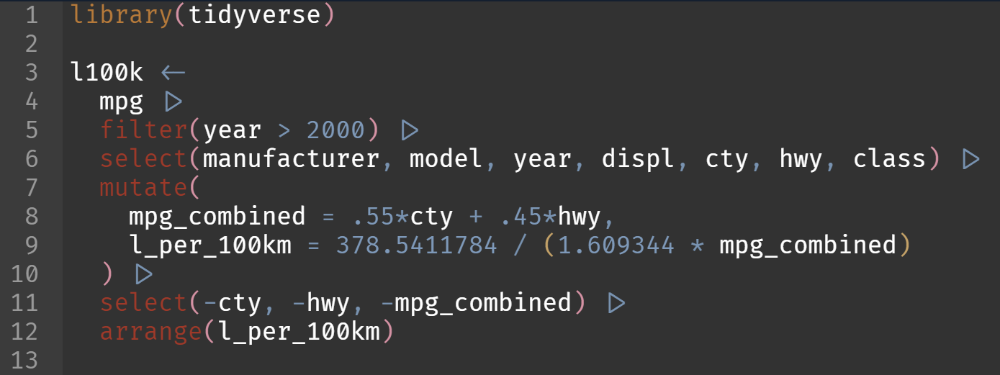 1 library(tidyverse)
2
3 l100k <-
4   mpg |>
5   filter(year > 2000) |>
6   select(manufacturer, model, year, displ, cty, hwy, class) |>
7   mutate(
8     mpg_combined = .55*cty + .45*hwy,
9     l_per_100km = 378.5411784 / (1.609344 * mpg_combined)
10   ) |>
11   select(-cty, -hwy, -mpg_combined) |>
12   arrange(l_per_100km)
13